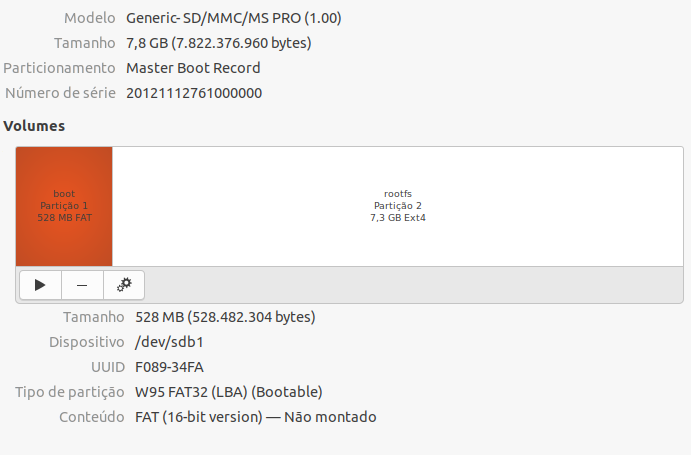 Modelo Generic- SD/MMC/MS PRO (1.00)
Tamanho 7,8 GB (7.822.376.960 bytes)
Particionamento Master Boot Record
Número de série 20121112761000000
Volumes
boot
Partição 1
528 MB FAT
rootfs
Partição 2
7,3 GB Ext4
Tamanho 528 MB (528.482.304 bytes)
Dispositivo /dev/sdb1
UUID F089-34FA
Tipo de partição W95 FAT32 (LBA) (Bootable)
Conteúdo FAT (16-bit version) — Não montado